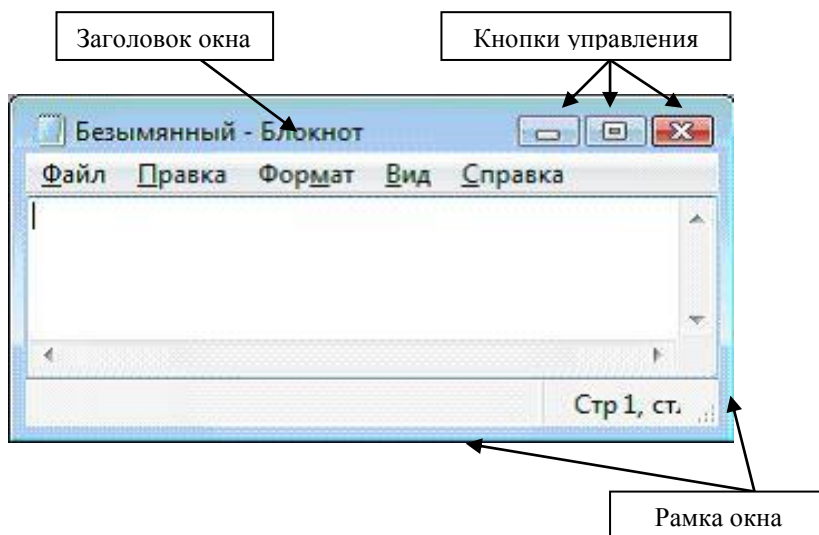 Заголовок окна
Кнопки управления
Безымянный - Блокнот
Файл Правка Формат Вид Справка
Стр 1, ст.
Рамка окна